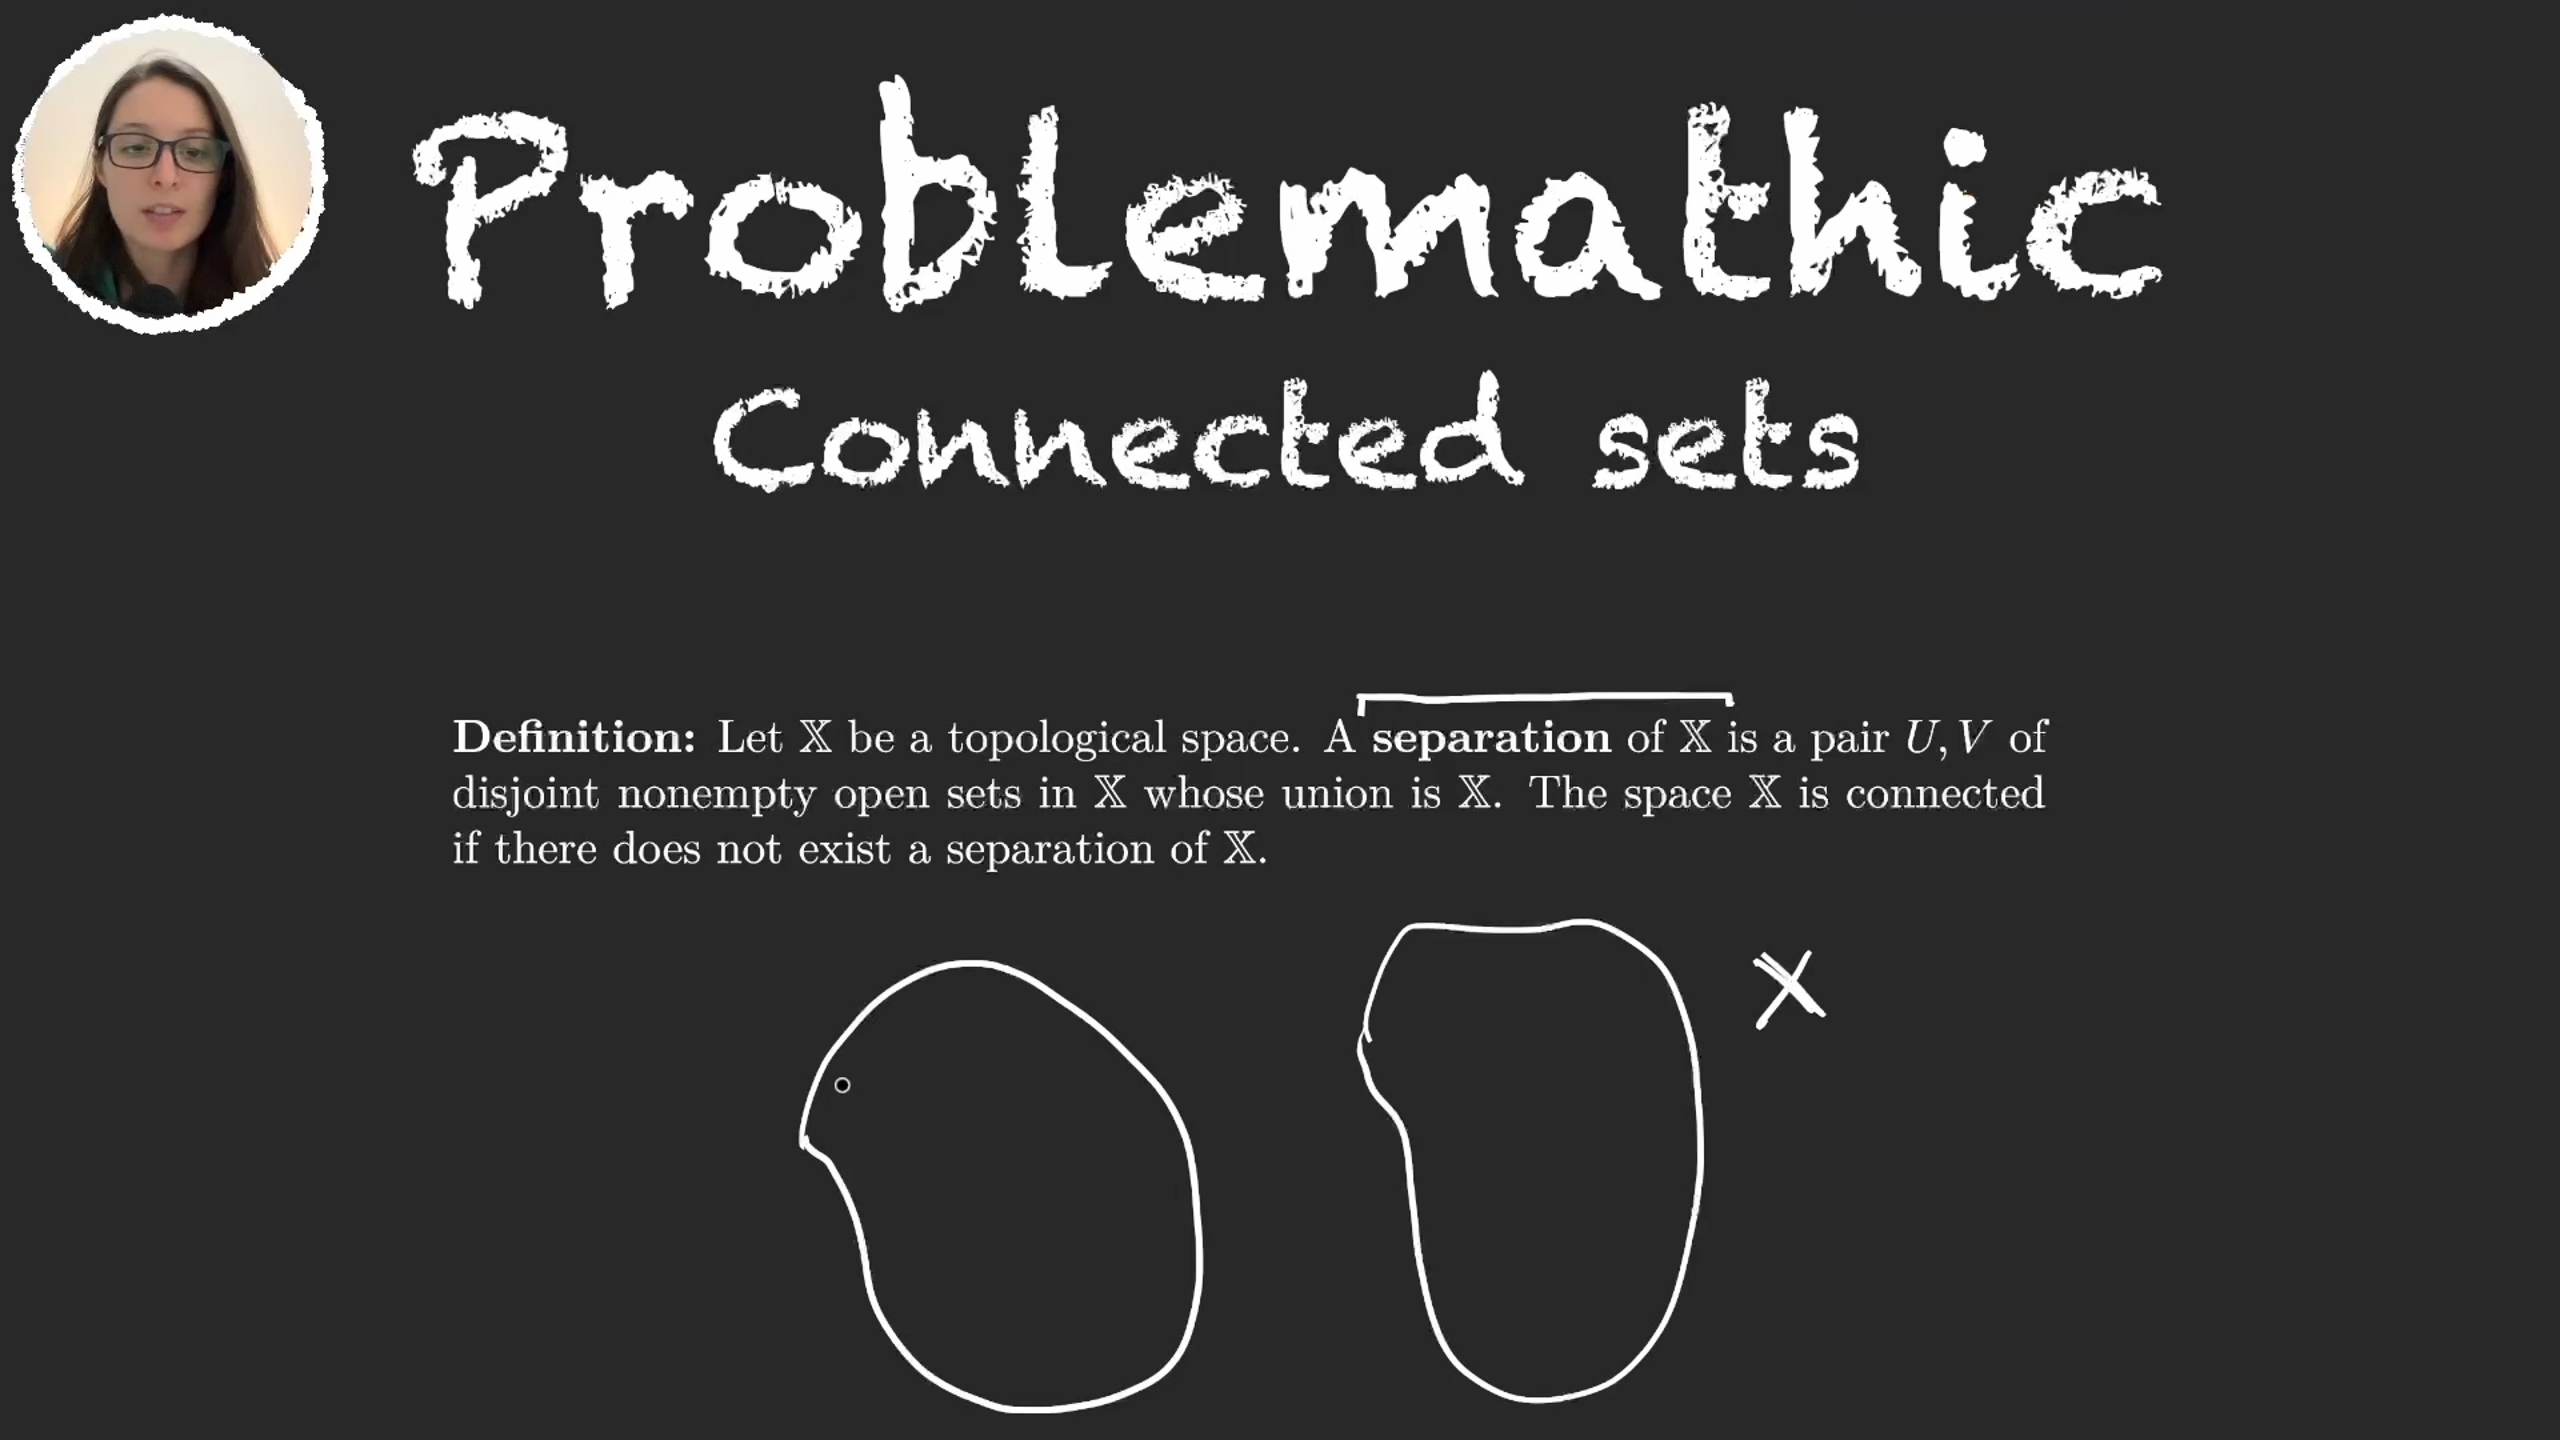 Problemathic
Connected sets
Definition: Let 𝕏 be a topological space. A separation of 𝕏 is a pair U, V of
disjoint nonempty open sets in 𝕏 whose union is 𝕏. The space 𝕏 is connected
if there does not exist a separation of 𝕏.
𝕏